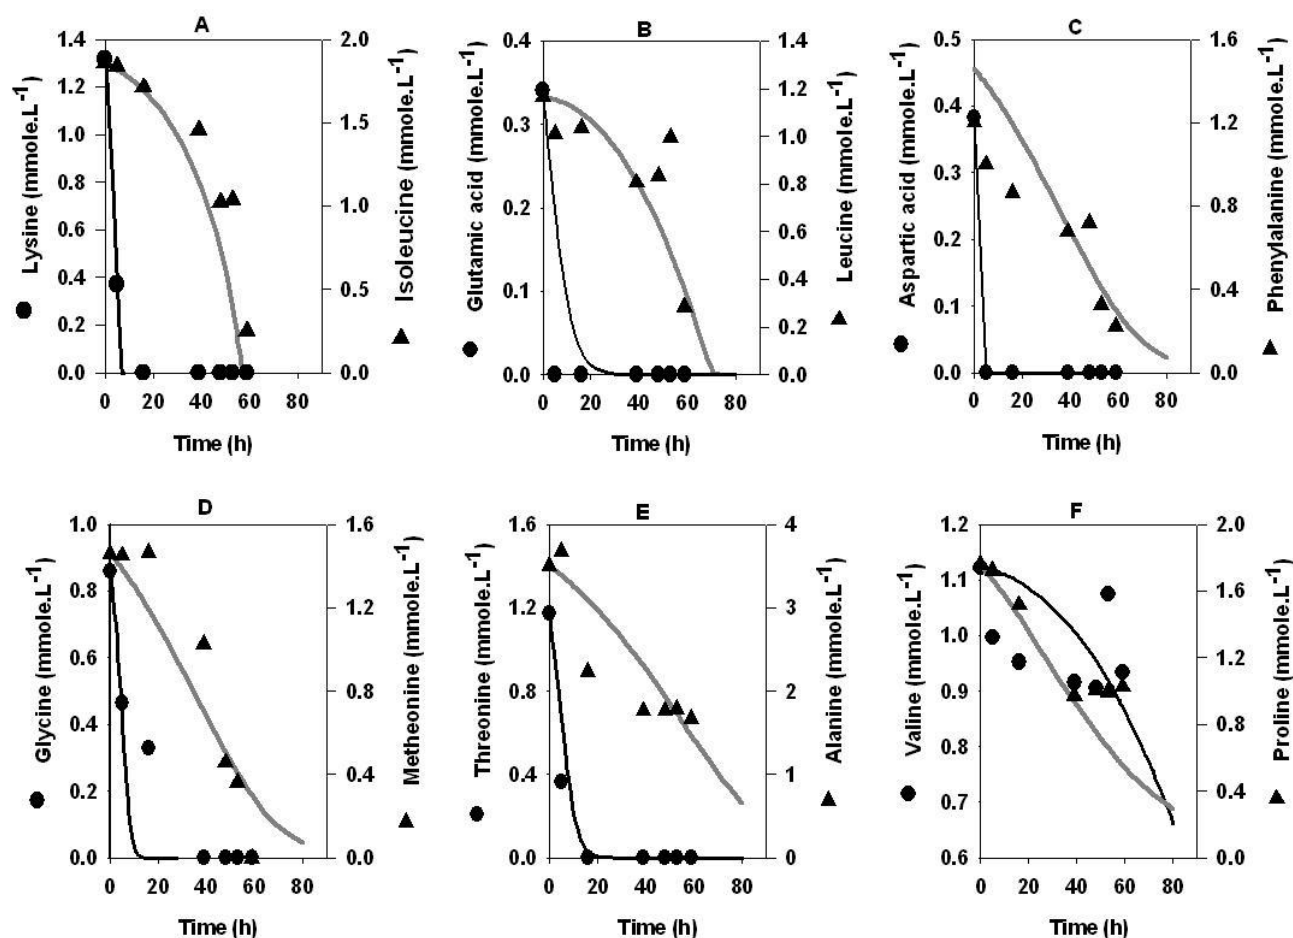 A
1.4
1.2
1.0
0.8
0.6
0.4
0.2
0.0
Lysine (mmole.L-1)
2.0
1.5
1.0
0.5
0.0
Isoleucine (mmole.L-1)
0 20 40 60 80
Time (h)
B
0.4
0.3
0.2
0.1
0.0
Glutamic acid (mmole.L-1)
1.4
1.2
1.0
0.8
0.6
0.4
0.2
0.0
Leucine (mmole.L-1)
0 20 40 60 80
Time (h)
C
0.5
0.4
0.3
0.2
0.1
0.0
Aspartic acid (mmole.L-1)
1.6
1.2
0.8
0.4
0.0
Phenylalanine (mmole.L-1)
0 20 40 60 80
Time (h)
D
1.0
0.8
0.6
0.4
0.2
0.0
Glycine (mmole.L-1)
1.6
1.2
0.8
0.4
0.0
Metheonine (mmole.L-1)
0 20 40 60 80
Time (h)
E
1.6
1.2
0.8
0.4
0.0
Threonine (mmole.L-1)
4
3
2
1
0
Alanine (mmole.L-1)
0 20 40 60 80
Time (h)
F
1.2
1.1
1.0
0.9
0.8
0.7
0.6
Valine (mmole.L-1)
2.0
1.6
1.2
0.8
0.4
0.0
Proline (mmole.L-1)
0 20 40 60 80
Time (h)